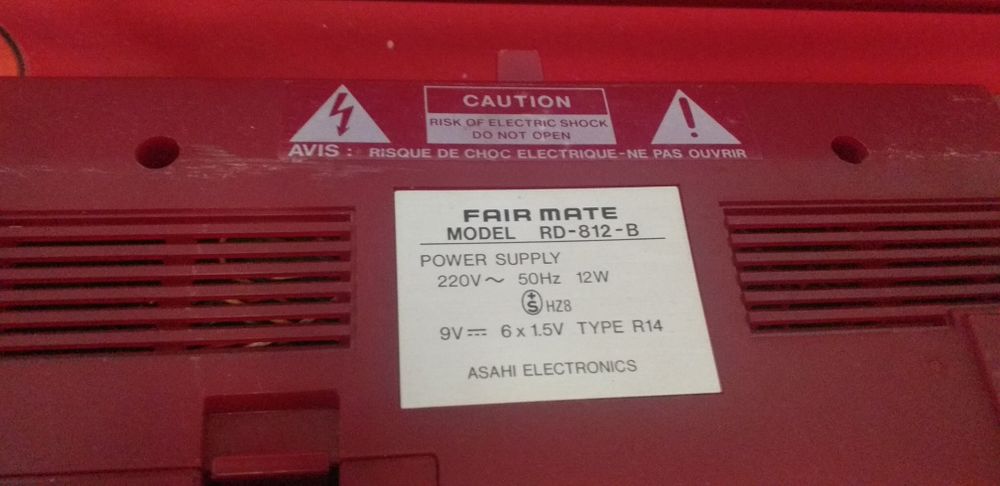 CAUTION
RISK OF ELECTRIC SHOCK
DO NOT OPEN
AVIS : RISQUE DE CHOC ELECTRIQUE-NE PAS OUVRIR
FAIR MATE
MODEL RD-812-B
POWER SUPPLY
220V~ 50Hz 12W
+S HZ8
9V⎓ 6 x 1.5V TYPE R14
ASAHI ELECTRONICS